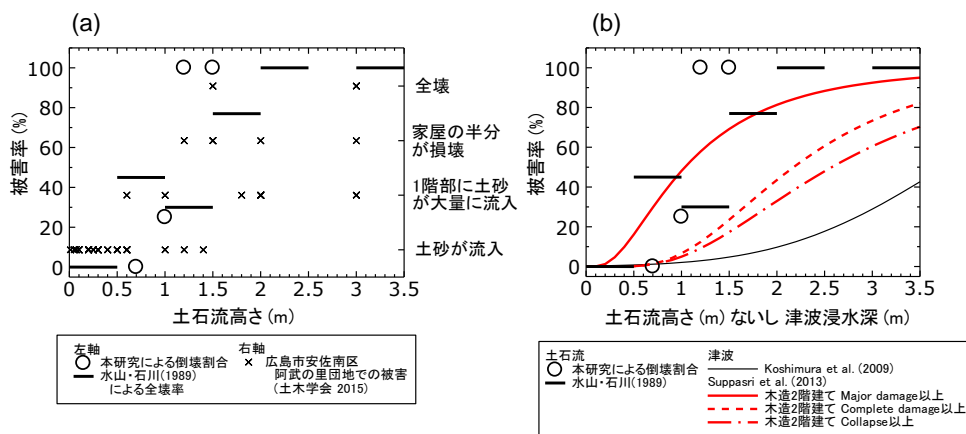 (a)
被害率 (%)
100
80
60
40
20
0
0 0.5 1 1.5 2 2.5 3 3.5
土石流高さ (m)
全壊
家屋の半分
が損壊
1階部に土砂
が大量に流入
土砂が流入
左軸
本研究による倒壊割合
水山・石川(1989)
による全壊率
右軸
広島市安佐南区
阿武の里団地での被害
(土木学会 2015)
(b)
被害率 (%)
100
80
60
40
20
0
0 0.5 1 1.5 2 2.5 3 3.5
土石流高さ (m) ないし 津波浸水深 (m)
土石流
本研究による倒壊割合
水山・石川(1989)
津波
Koshimura et al. (2009)
Suppasri et al. (2013)
木造2階建て Major damage以上
木造2階建て Complete damage以上
木造2階建て Collapse以上